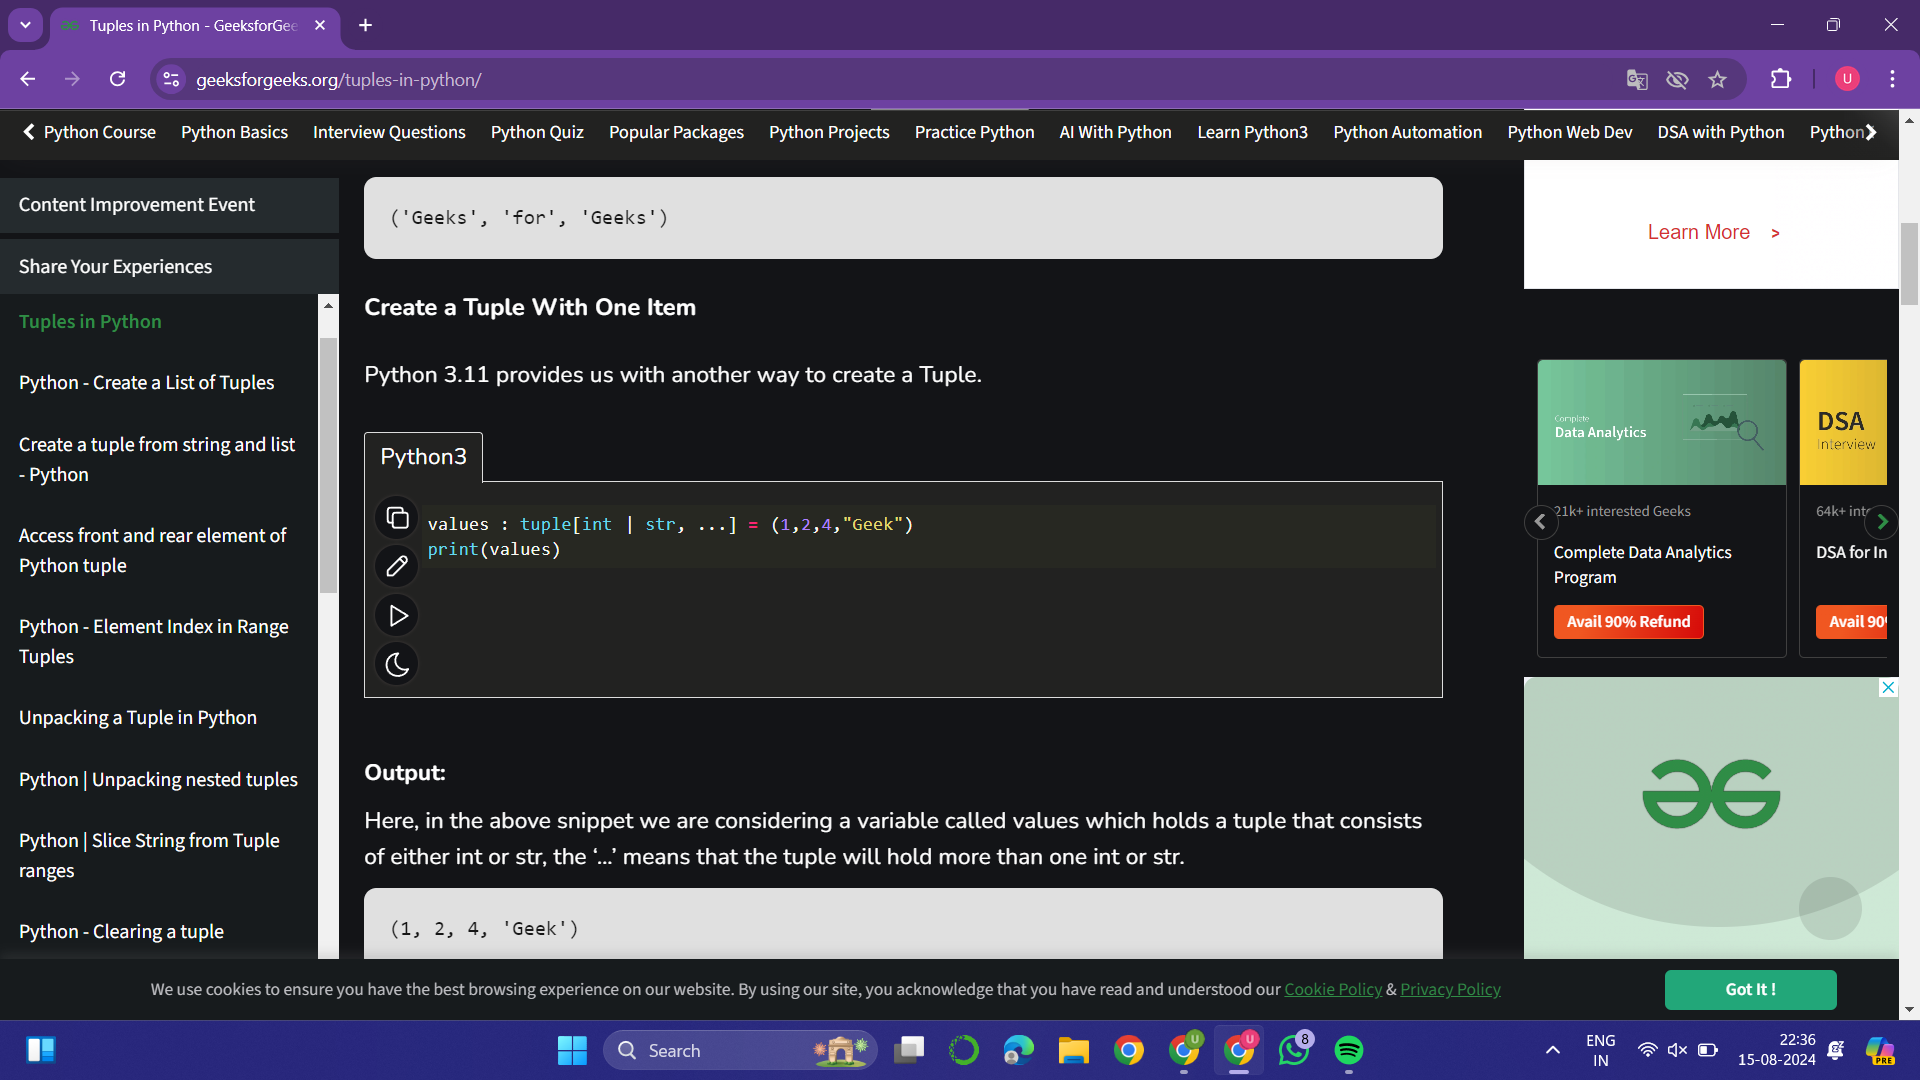 Tuples in Python - GeeksforGee
geeksforgeeks.org/tuples-in-python/
U
Python Course Python Basics Interview Questions Python Quiz Popular Packages Python Projects Practice Python AI With Python Learn Python3 Python Automation Python Web Dev DSA with Python Python
Content Improvement Event
Share Your Experiences
Tuples in Python
Python - Create a List of Tuples
Create a tuple from string and list
- Python
Access front and rear element of
Python tuple
Python - Element Index in Range
Tuples
Unpacking a Tuple in Python
Python | Unpacking nested tuples
Python | Slice String from Tuple
ranges
Python - Clearing a tuple
('Geeks', 'for', 'Geeks')
Create a Tuple With One Item
Python 3.11 provides us with another way to create a Tuple.
Python3
values : tuple[int | str, ...] = (1,2,4,"Geek")
print(values)
Output:
Here, in the above snippet we are considering a variable called values which holds a tuple that consists
of either int or str, the ‘…’ means that the tuple will hold more than one int or str.
(1, 2, 4, 'Geek')
Learn More >
Complete
Data Analytics
21k+ interested Geeks
Complete Data Analytics
Program
Avail 90% Refund
DSA
Interview
64k+ inte
DSA for In
Avail 90
We use cookies to ensure you have the best browsing experience on our website. By using our site, you acknowledge that you have read and understood our Cookie Policy & Privacy Policy
Got It !
Search
U
U
8
ENG
IN
22:36
15-08-2024
PRE